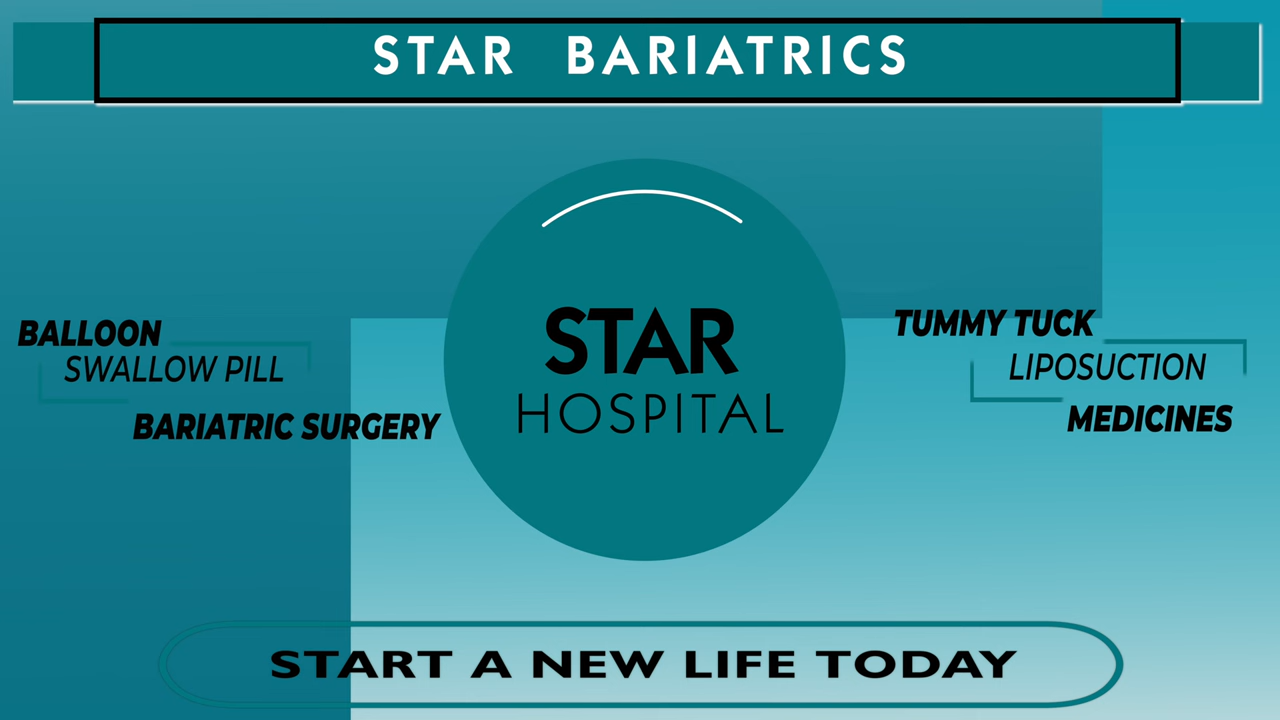 STAR BARIATRICS
BALLOON
SWALLOW PILL
BARIATRIC SURGERY
STAR
HOSPITAL
TUMMY TUCK
LIPOSUCTION
MEDICINES
START A NEW LIFE TODAY